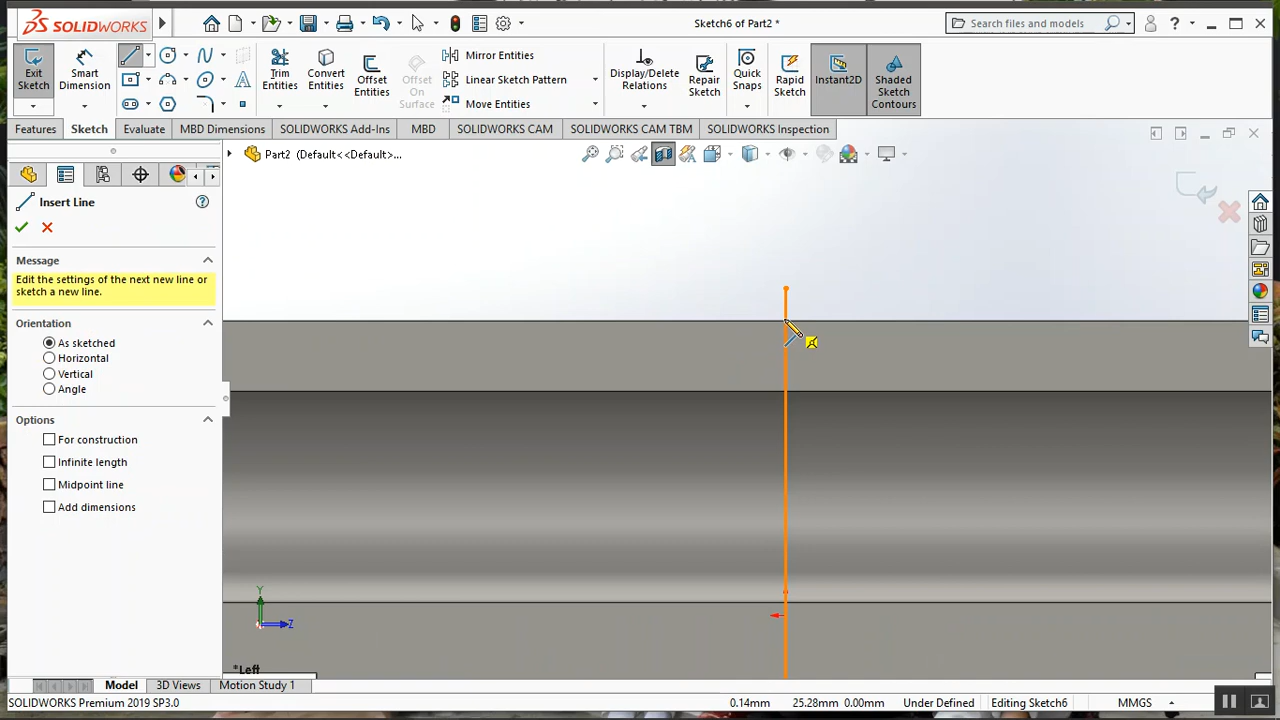 SOLIDWORKS
Sketch6 of Part2 *
Search files and models
?
Exit Sketch
Smart Dimension
Trim Entities
Convert Entities
Offset Entities
Offset On Surface
Mirror Entities
Linear Sketch Pattern
Move Entities
Display/Delete Relations
Repair Sketch
Quick Snaps
Rapid Sketch
Instant2D
Shaded Sketch Contours
Features
Sketch
Evaluate
MBD Dimensions
SOLIDWORKS Add-Ins
MBD
SOLIDWORKS CAM
SOLIDWORKS CAM TBM
SOLIDWORKS Inspection
Part2 (Default<<Default>...
Insert Line
?
Message
Edit the settings of the next new line or
sketch a new line.
Orientation
As sketched
Horizontal
Vertical
Angle
Options
For construction
Infinite length
Midpoint line
Add dimensions
Y
Z
*Left
Model
3D Views
Motion Study 1
SOLIDWORKS Premium 2019 SP3.0
0.14mm
25.28mm 0.00mm
Under Defined
Editing Sketch6
MMGS